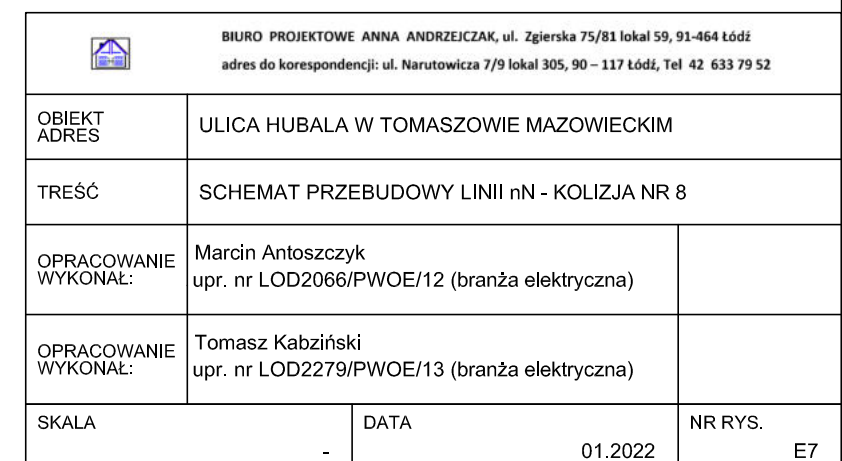 BIURO PROJEKTOWE ANNA ANDRZEJCZAK, ul. Zgierska 75/81 lokal 59, 91-464 Łódź
adres do korespondencji: ul. Narutowicza 7/9 lokal 305, 90 – 117 Łódź, Tel 42 633 79 52
OBIEKT
ADRES
ULICA HUBALA W TOMASZOWIE MAZOWIECKIM
TREŚĆ
SCHEMAT PRZEBUDOWY LINII nN - KOLIZJA NR 8
OPRACOWANIE
WYKONAŁ:
Marcin Antoszczyk
upr. nr LOD2066/PWOE/12 (branża elektryczna)
OPRACOWANIE
WYKONAŁ:
Tomasz Kabziński
upr. nr LOD2279/PWOE/13 (branża elektryczna)
SKALA
-
DATA
01.2022
NR RYS.
E7